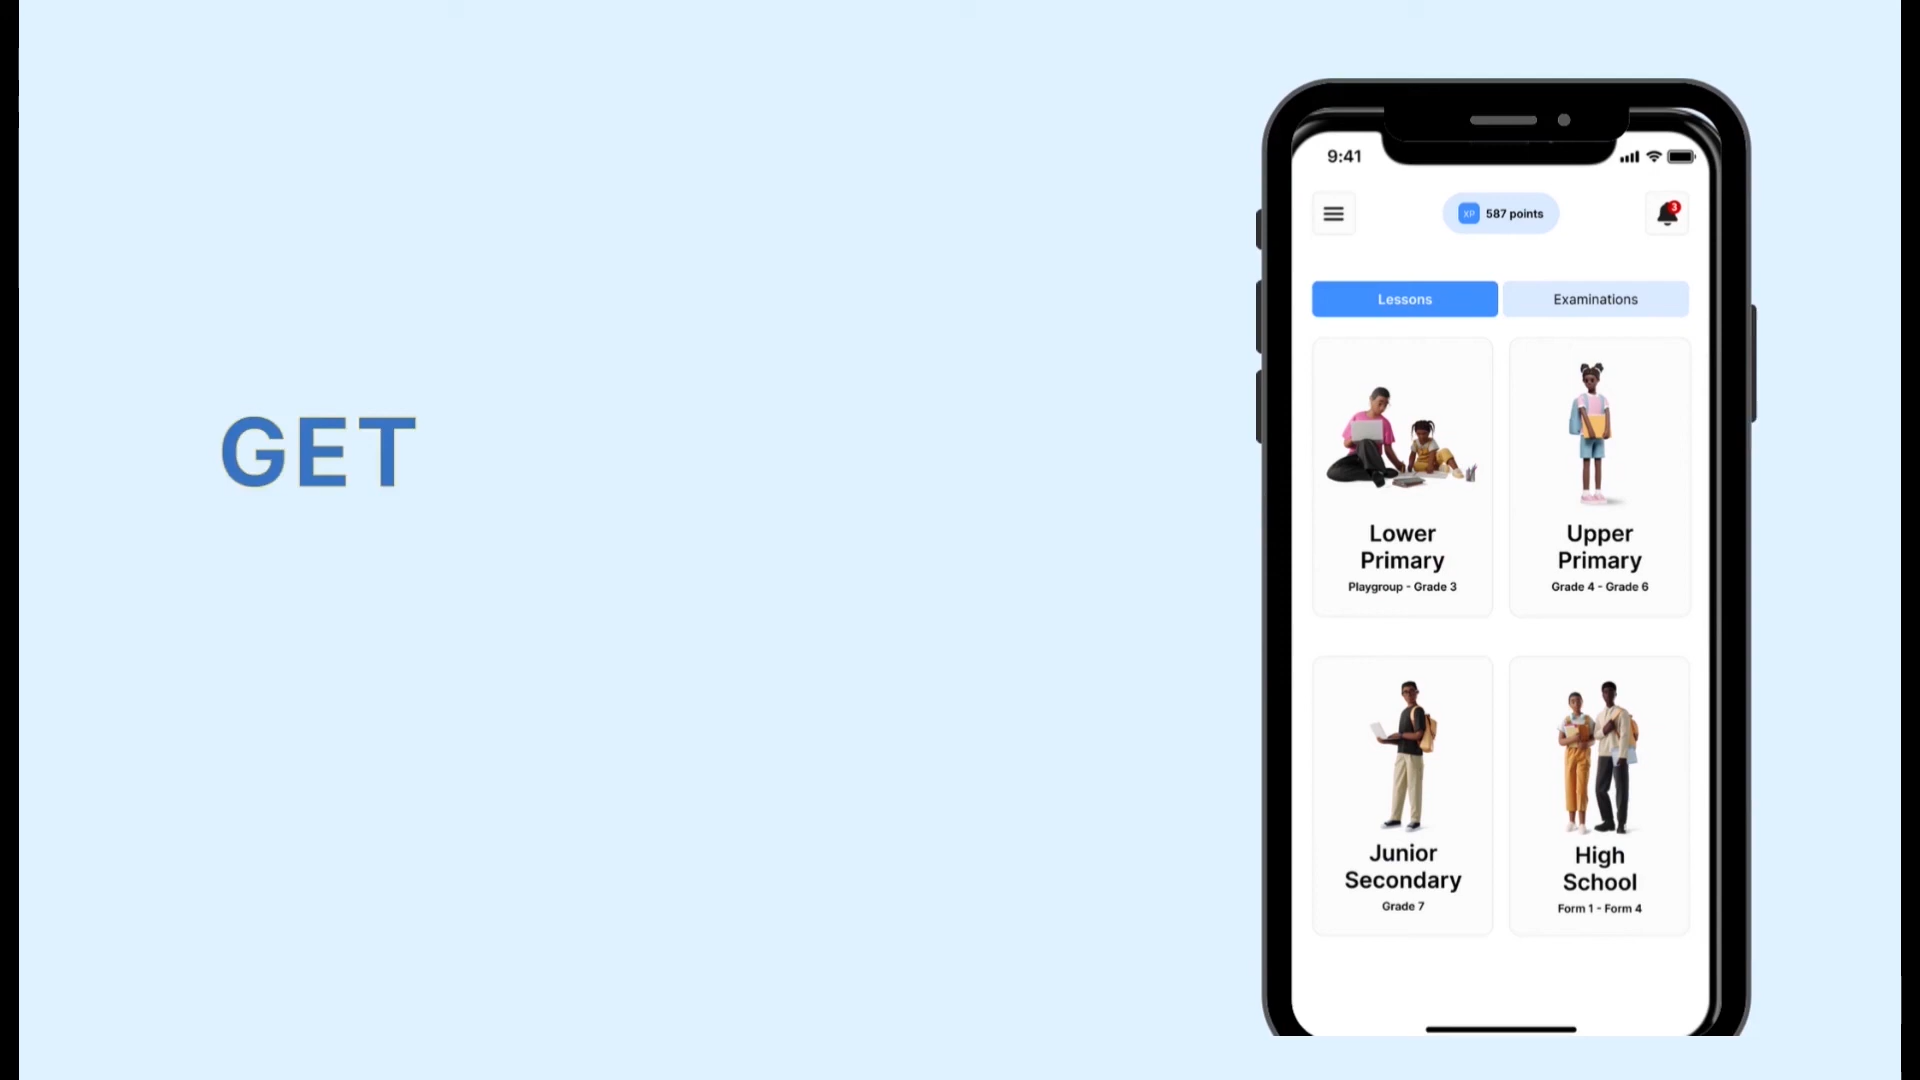 GET
9:41
XP 587 points
3
Lessons Examinations
Lower
Primary
Playgroup - Grade 3
Upper
Primary
Grade 4 - Grade 6
Junior
Secondary
Grade 7
High
School
Form 1 - Form 4